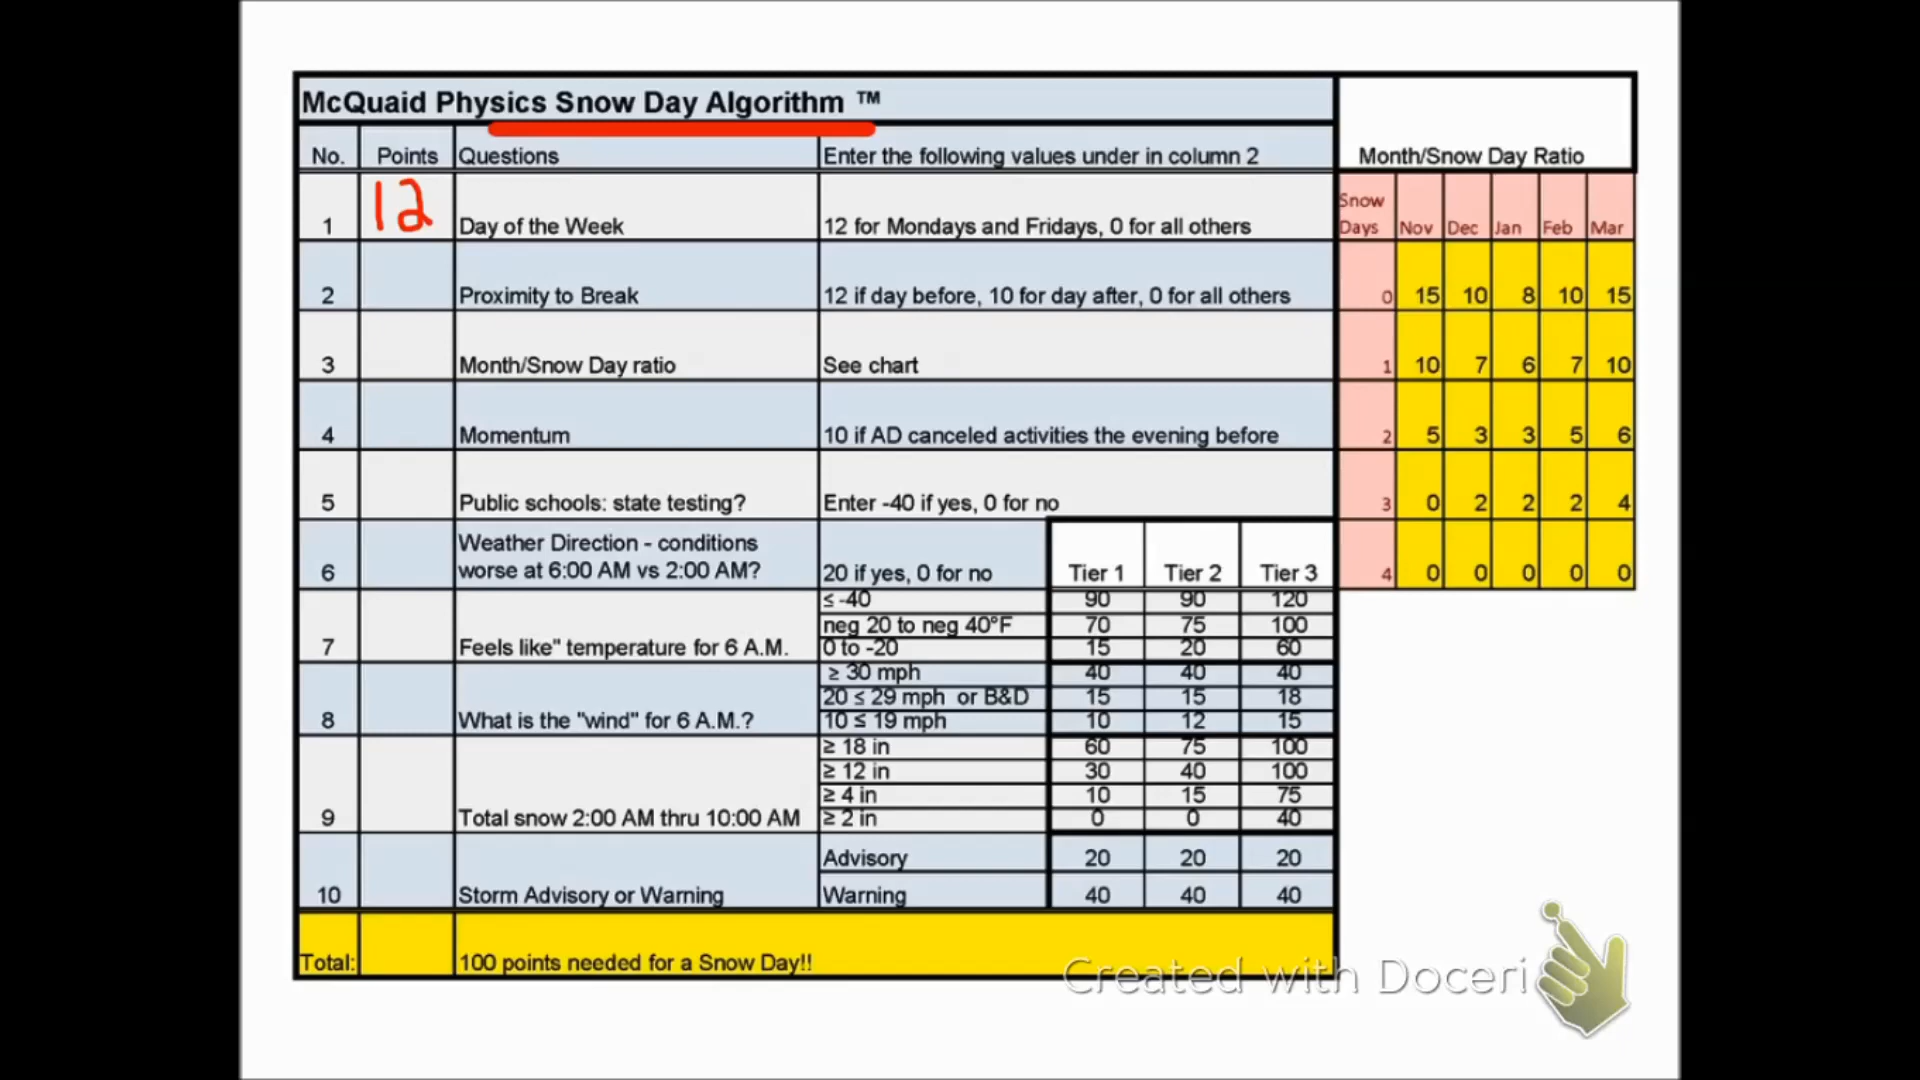 McQuaid Physics Snow Day Algorithm ™
No. Points Questions Enter the following values under in column 2 Month/Snow Day Ratio
1 12 Day of the Week 12 for Mondays and Fridays, 0 for all others Snow Days Nov Dec Jan Feb Mar
2 Proximity to Break 12 if day before, 10 for day after, 0 for all others 0 15 10 8 10 15
3 Month/Snow Day ratio See chart 1 10 7 6 7 10
4 Momentum 10 if AD canceled activities the evening before 2 5 3 3 5 6
5 Public schools: state testing? Enter -40 if yes, 0 for no 3 0 2 2 2 4
Weather Direction - conditions
6 worse at 6:00 AM vs 2:00 AM? 20 if yes, 0 for no Tier 1 Tier 2 Tier 3 4 0 0 0 0 0
≤ -40 90 90 120
neg 20 to neg 40°F 70 75 100
7 Feels like" temperature for 6 A.M. 0 to -20 15 20 60
≥ 30 mph 40 40 40
20 ≤ 29 mph or B&D 15 15 18
8 What is the "wind" for 6 A.M.? 10 ≤ 19 mph 10 12 15
≥ 18 in 60 75 100
≥ 12 in 30 40 100
≥ 4 in 10 15 75
9 Total snow 2:00 AM thru 10:00 AM ≥ 2 in 0 0 40
Advisory 20 20 20
10 Storm Advisory or Warning Warning 40 40 40
Total: 100 points needed for a Snow Day!!
Created with Doceri